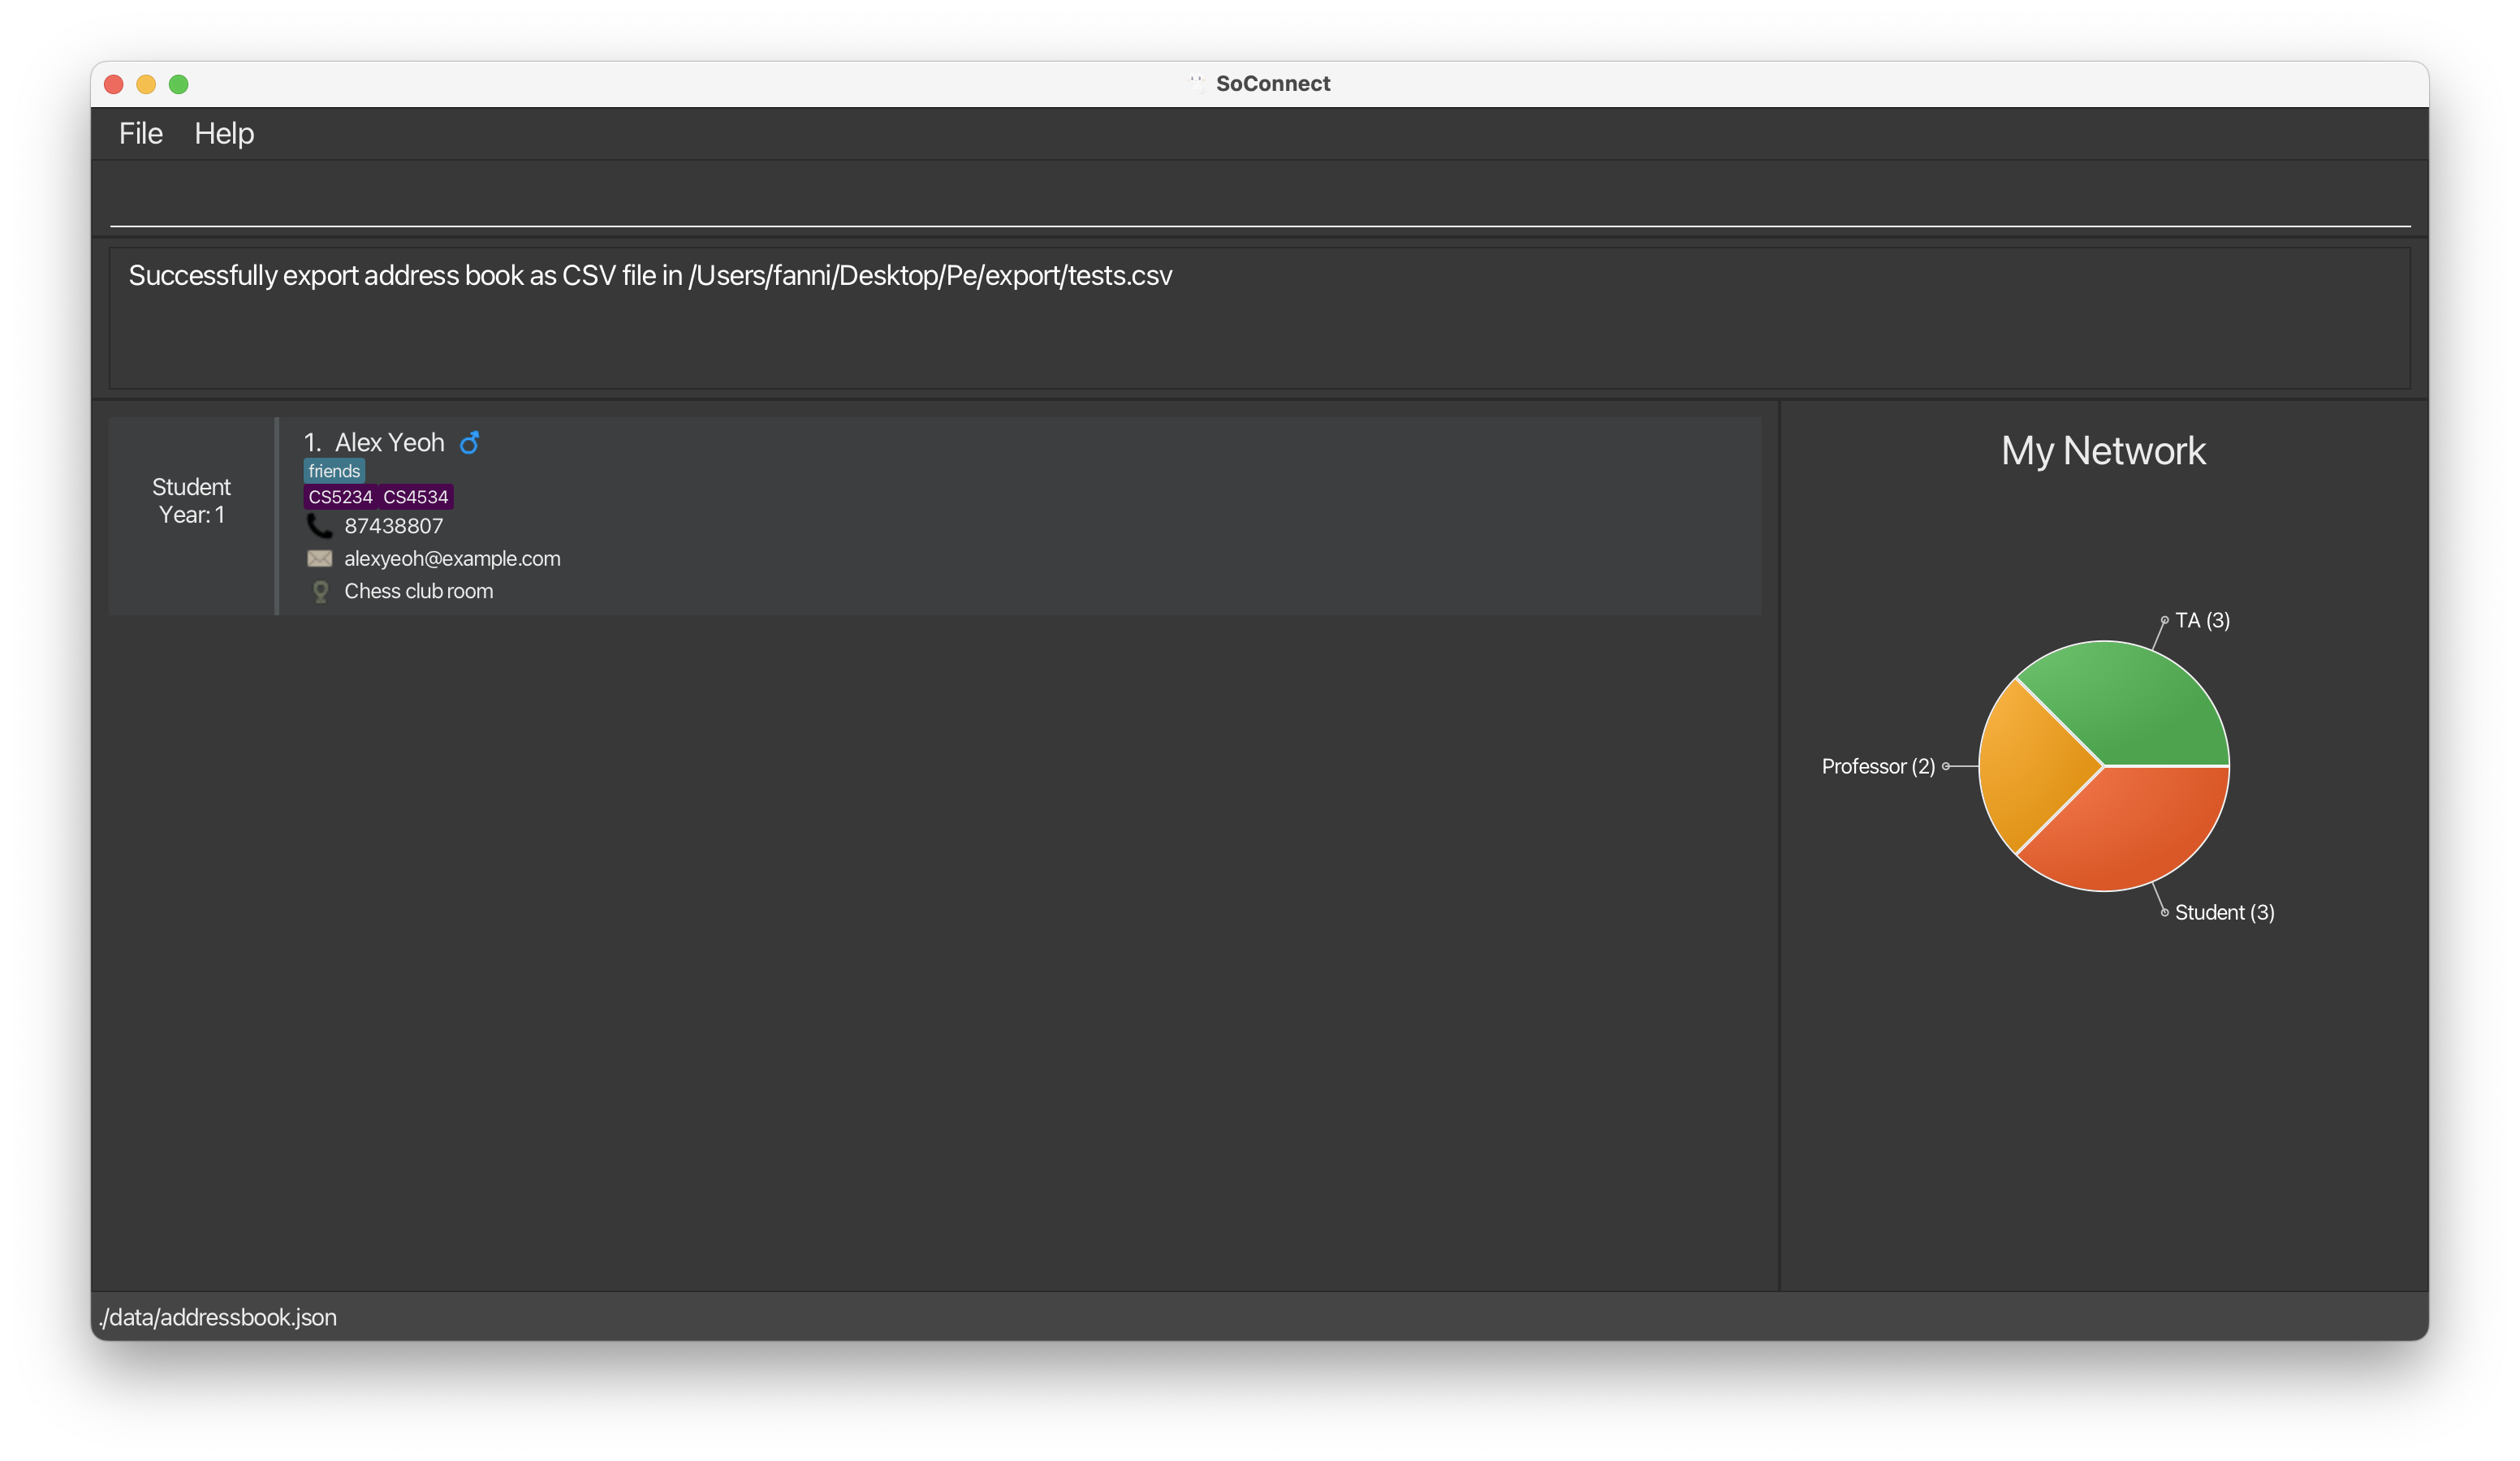 SoConnect
File Help
Successfully export address book as CSV file in /Users/fanni/Desktop/Pe/export/tests.csv
Student
Year: 1
1. Alex Yeoh
friends
CS5234 CS4534
87438807
alexyeoh@example.com
Chess club room
My Network
TA (3)
Professor (2)
Student (3)
./data/addressbook.json